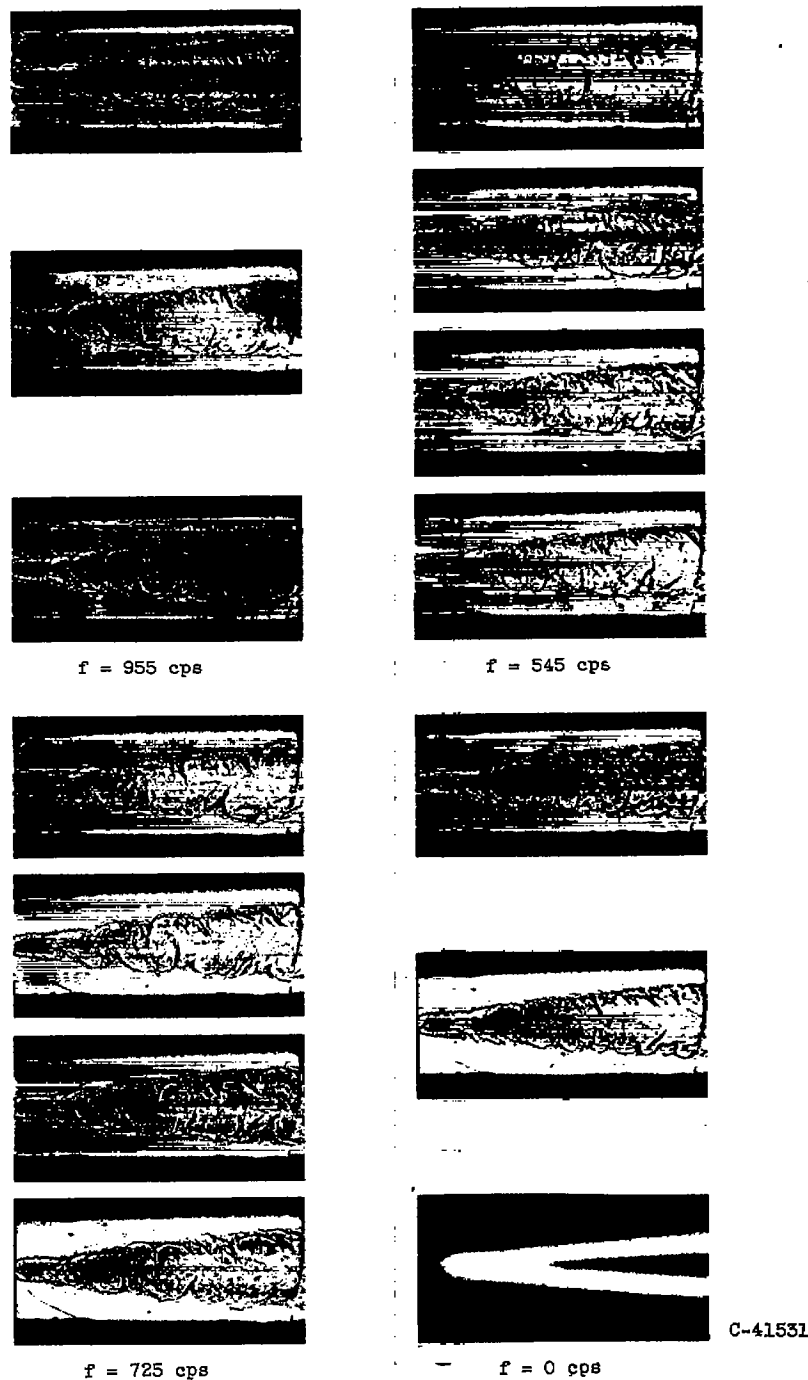 f = 955 cps
f = 545 cps
C-41531
f = 725 cps
f = 0 cps